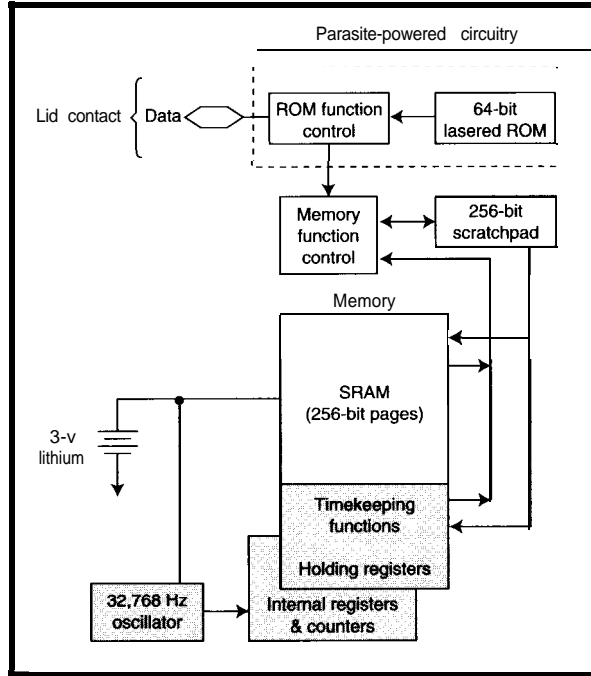 Parasite-powered circuitry
Lid contact
Data
ROM function
control
64-bit
lasered ROM
Memory
function
control
256-bit
scratchpad
Memory
SRAM
(256-bit pages)
3-v
lithium
Timekeeping
functions
Holding registers
32,768 Hz
oscillator
Internal registers
& counters